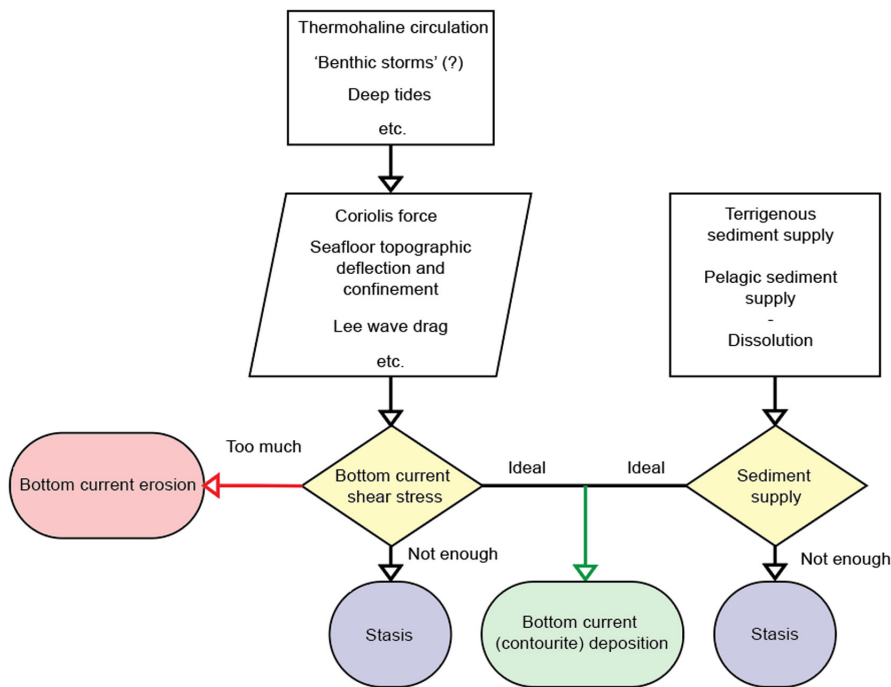 Thermohaline circulation
‘Benthic storms’ (?)
Deep tides
etc.
Coriolis force
Seafloor topographic
deflection and
confinement
Lee wave drag
etc.
Terrigenous
sediment supply
Pelagic sediment
supply
-
Dissolution
Too much
Bottom current erosion
Bottom current
shear stress
Ideal
Ideal
Sediment
supply
Not enough
Not enough
Stasis
Bottom current
(contourite) deposition
Stasis